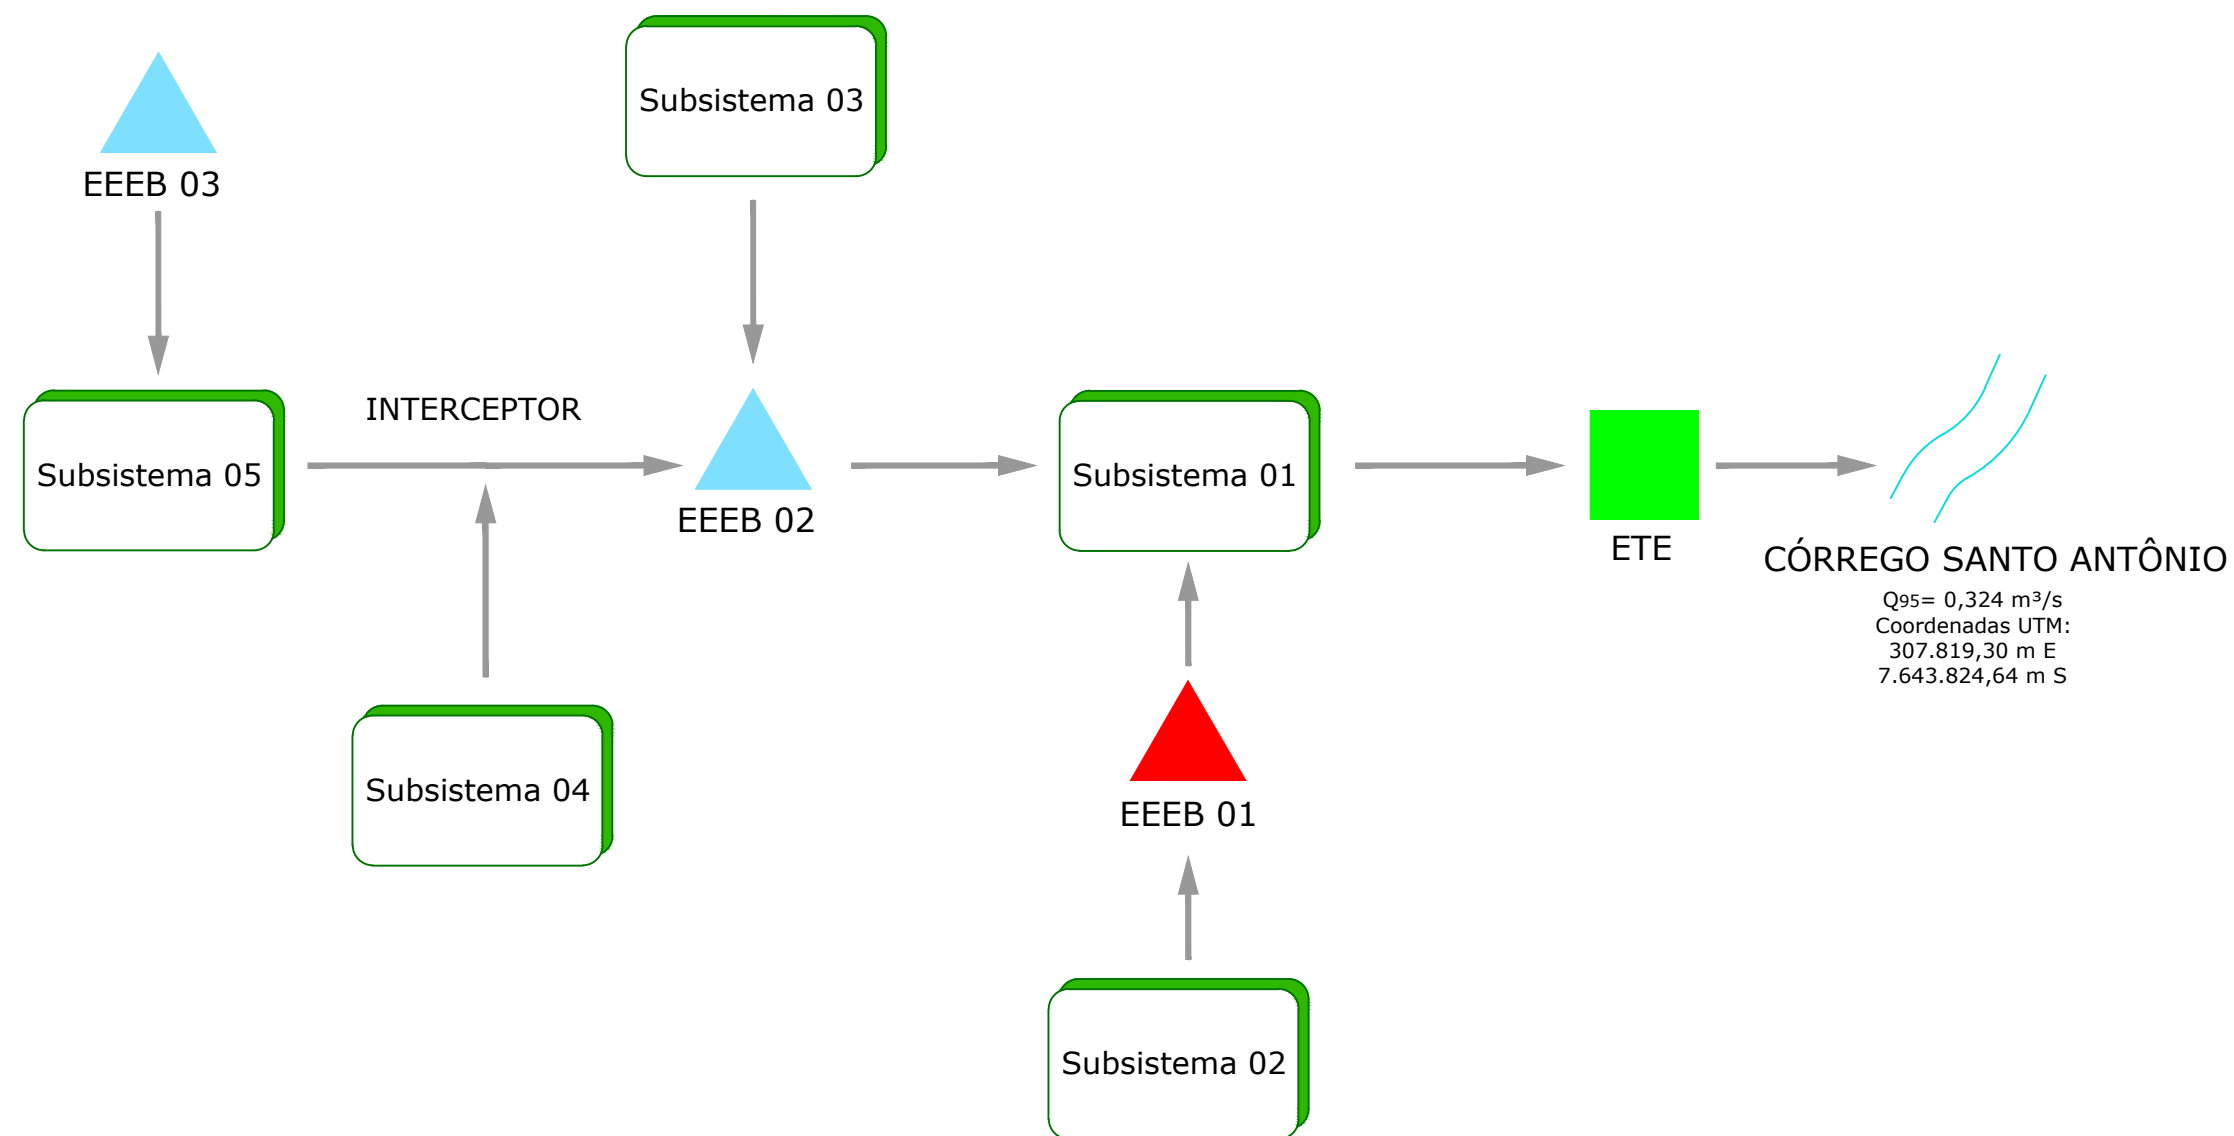 Subsistema 03
EEEB 03
INTERCEPTOR
Subsistema 05
EEEB 02
Subsistema 01
ETE
CÓRREGO SANTO ANTÔNIO
Q95= 0,324 m³/s
Coordenadas UTM:
307.819,30 m E
7.643.824,64 m S
Subsistema 04
EEEB 01
Subsistema 02